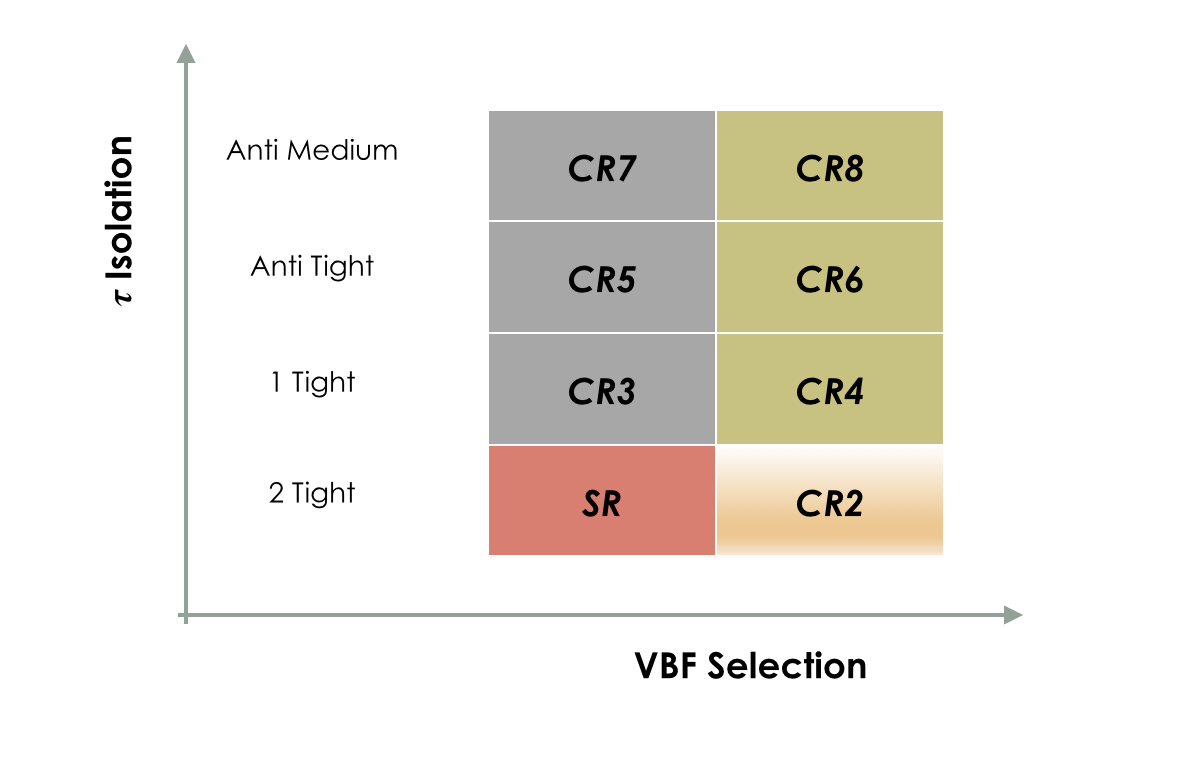 τ Isolation
Anti Medium
CR7
CR8
Anti Tight
CR5
CR6
1 Tight
CR3
CR4
2 Tight
SR
CR2
VBF Selection